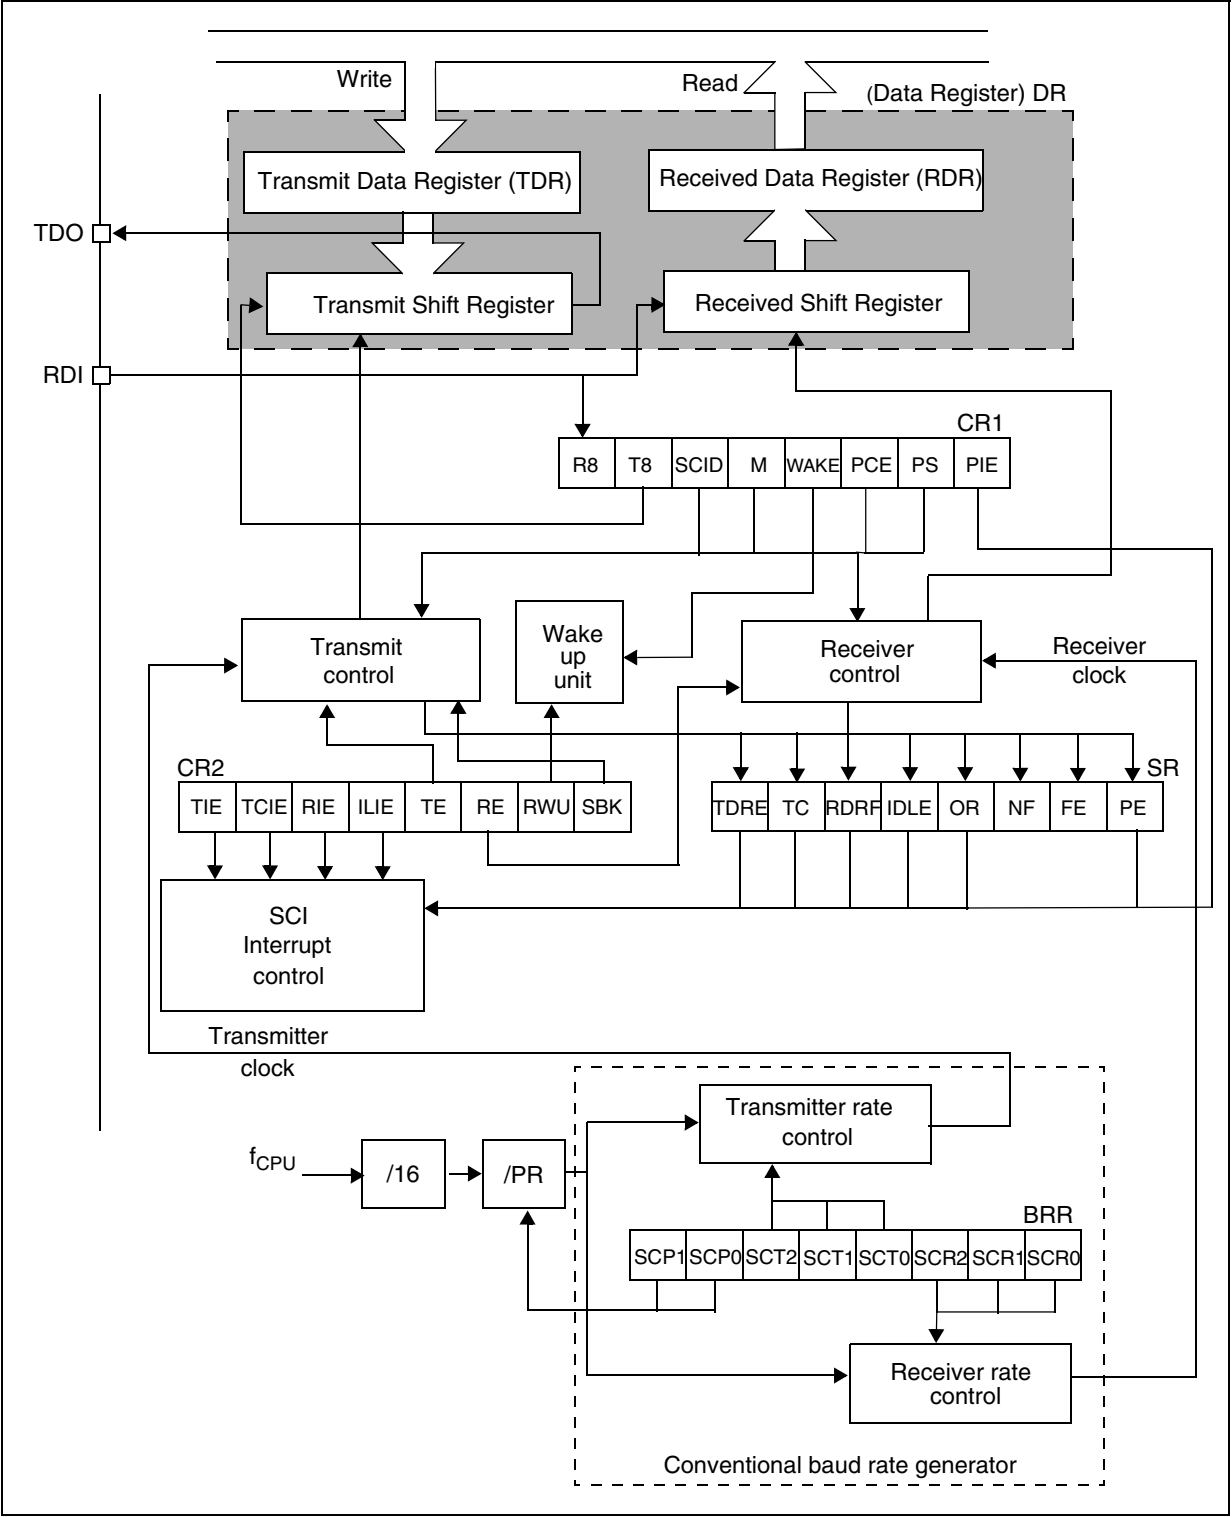 Write
Read
(Data Register) DR
Transmit Data Register (TDR)
Received Data Register (RDR)
TDO
Transmit Shift Register
Received Shift Register
RDI
CR1
R8 T8 SCID M WAKE PCE PS PIE
Transmit
control
Wake
up
unit
Receiver
control
Receiver
clock
CR2
TIE TCIE RIE ILIE TE RE RWU SBK
SR
TDRE TC RDRF IDLE OR NF FE PE
SCI
Interrupt
control
Transmitter
clock
Transmitter rate
control
fCPU
/16
/PR
BRR
SCP1 SCP0 SCT2 SCT1 SCT0 SCR2 SCR1 SCR0
Receiver rate
control
Conventional baud rate generator